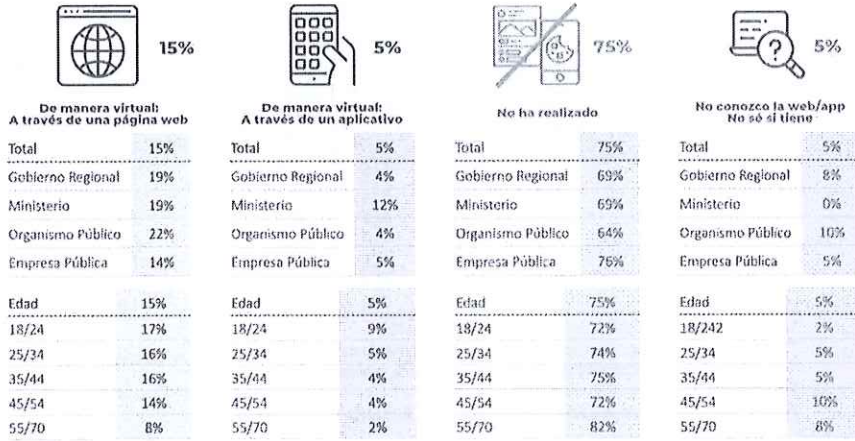 15%
De manera virtual:
A través de una página web
Total 15%
Gobierno Regional 19%
Ministerio 19%
Organismo Público 22%
Empresa Pública 14%
Edad 15%
18/24 17%
25/34 16%
35/44 16%
45/54 14%
55/70 8%
5%
De manera virtual:
A través de un aplicativo
Total 5%
Gobierno Regional 4%
Ministerio 12%
Organismo Público 4%
Empresa Pública 5%
Edad 5%
18/24 9%
25/34 5%
35/44 4%
45/54 4%
55/70 2%
75%
No ha realizado
Total 75%
Gobierno Regional 69%
Ministerio 69%
Organismo Público 64%
Empresa Pública 76%
Edad 75%
18/24 72%
25/34 74%
35/44 75%
45/54 72%
55/70 82%
5%
No conozco la web/app
No sé si tiene
Total 5%
Gobierno Regional 8%
Ministerio 0%
Organismo Público 10%
Empresa Pública 5%
Edad 5%
18/242 2%
25/34 5%
35/44 5%
45/54 10%
55/70 8%